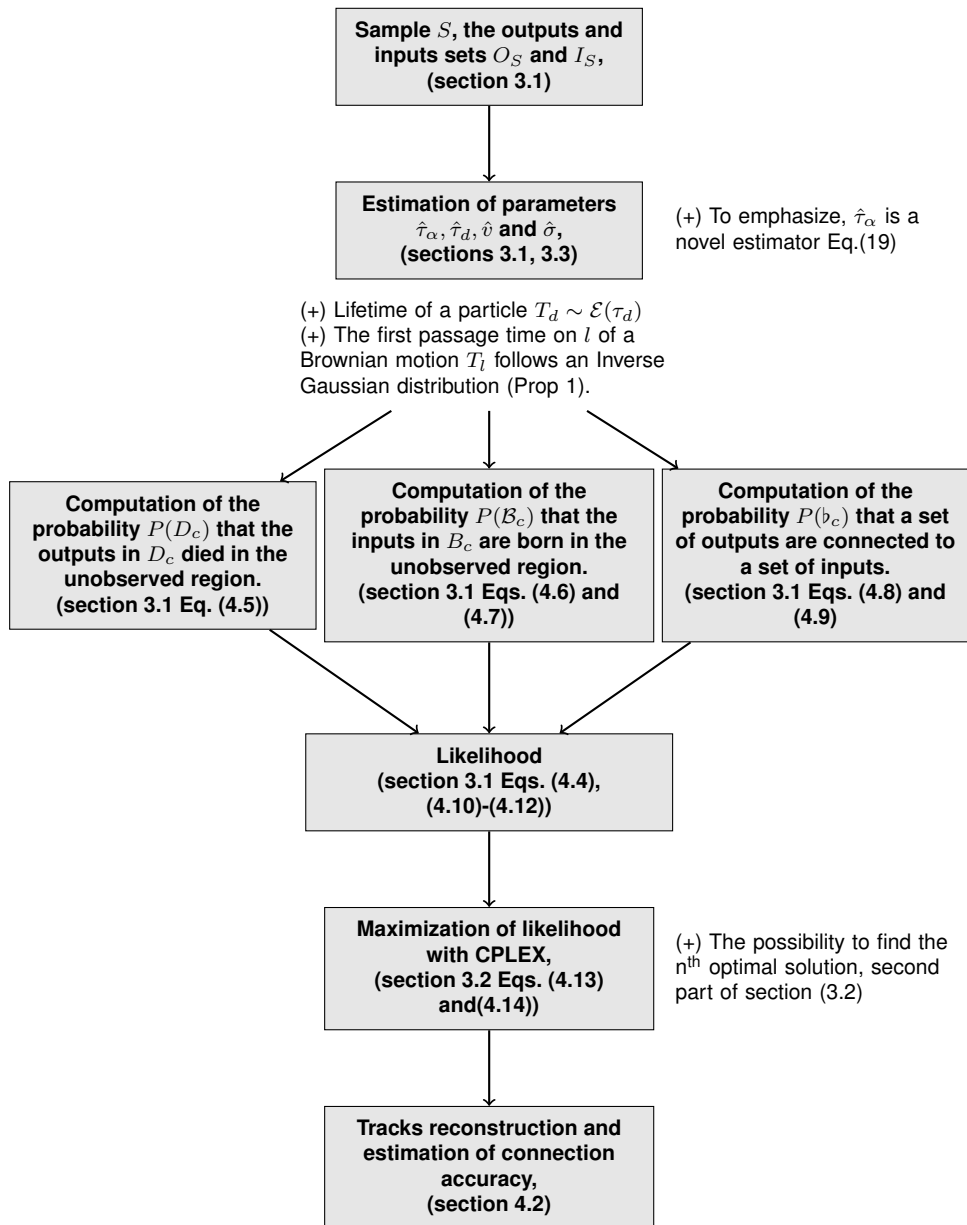 Sample S, the outputs and
inputs sets O_S and I_S,
(section 3.1)
Estimation of parameters
τ̂_α, τ̂_d, v̂ and σ̂,
(sections 3.1, 3.3)
(+) To emphasize, τ̂_α is a
novel estimator Eq.(19)
(+) Lifetime of a particle T_d ∼ ℰ(τ_d)
(+) The first passage time on l of a
Brownian motion T_l follows an Inverse
Gaussian distribution (Prop 1).
Computation of the
probability P(D_c) that the
outputs in D_c died in the
unobserved region.
(section 3.1 Eq. (4.5))
Computation of the
probability P(ℬ_c) that the
inputs in B_c are born in the
unobserved region.
(section 3.1 Eqs. (4.6) and
(4.7))
Computation of the
probability P(♭_c) that a set
of outputs are connected to
a set of inputs.
(section 3.1 Eqs. (4.8) and
(4.9)
Likelihood
(section 3.1 Eqs. (4.4),
(4.10)-(4.12))
Maximization of likelihood
with CPLEX,
(section 3.2 Eqs. (4.13)
and(4.14))
(+) The possibility to find the
n^th optimal solution, second
part of section (3.2)
Tracks reconstruction and
estimation of connection
accuracy,
(section 4.2)